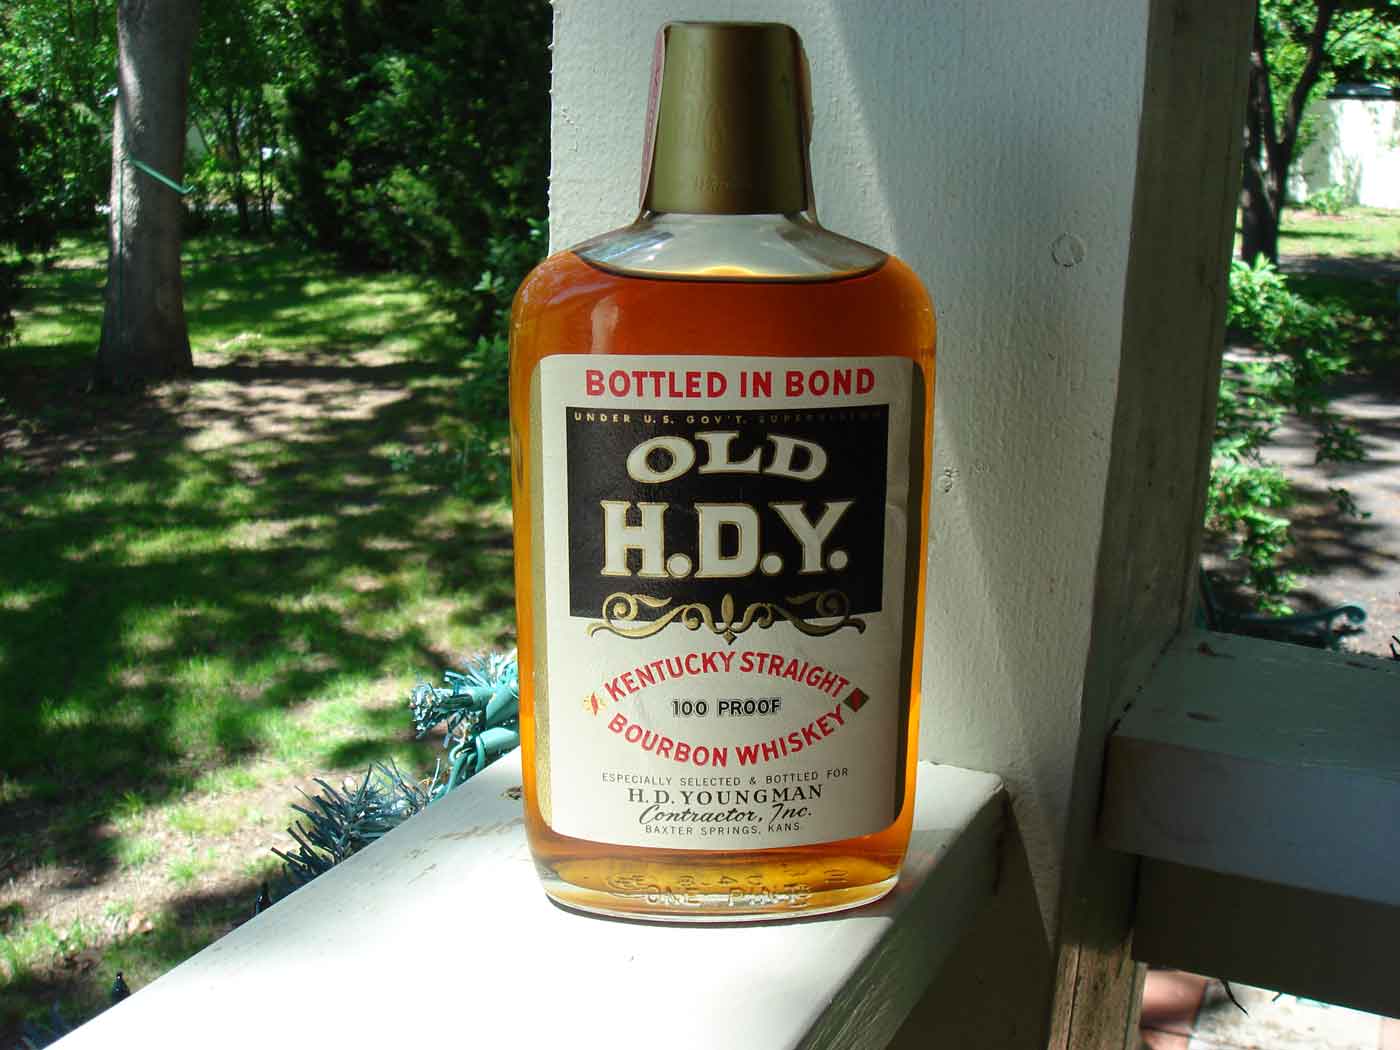 BOTTLED IN BOND
UNDER U.S. GOV'T. SUPERVISION
OLD
H.D.Y.
KENTUCKY STRAIGHT
100 PROOF
BOURBON WHISKEY
ESPECIALLY SELECTED & BOTTLED FOR
H. D. YOUNGMAN
Contractor, Inc.
BAXTER SPRINGS, KANS.
ONE PINT